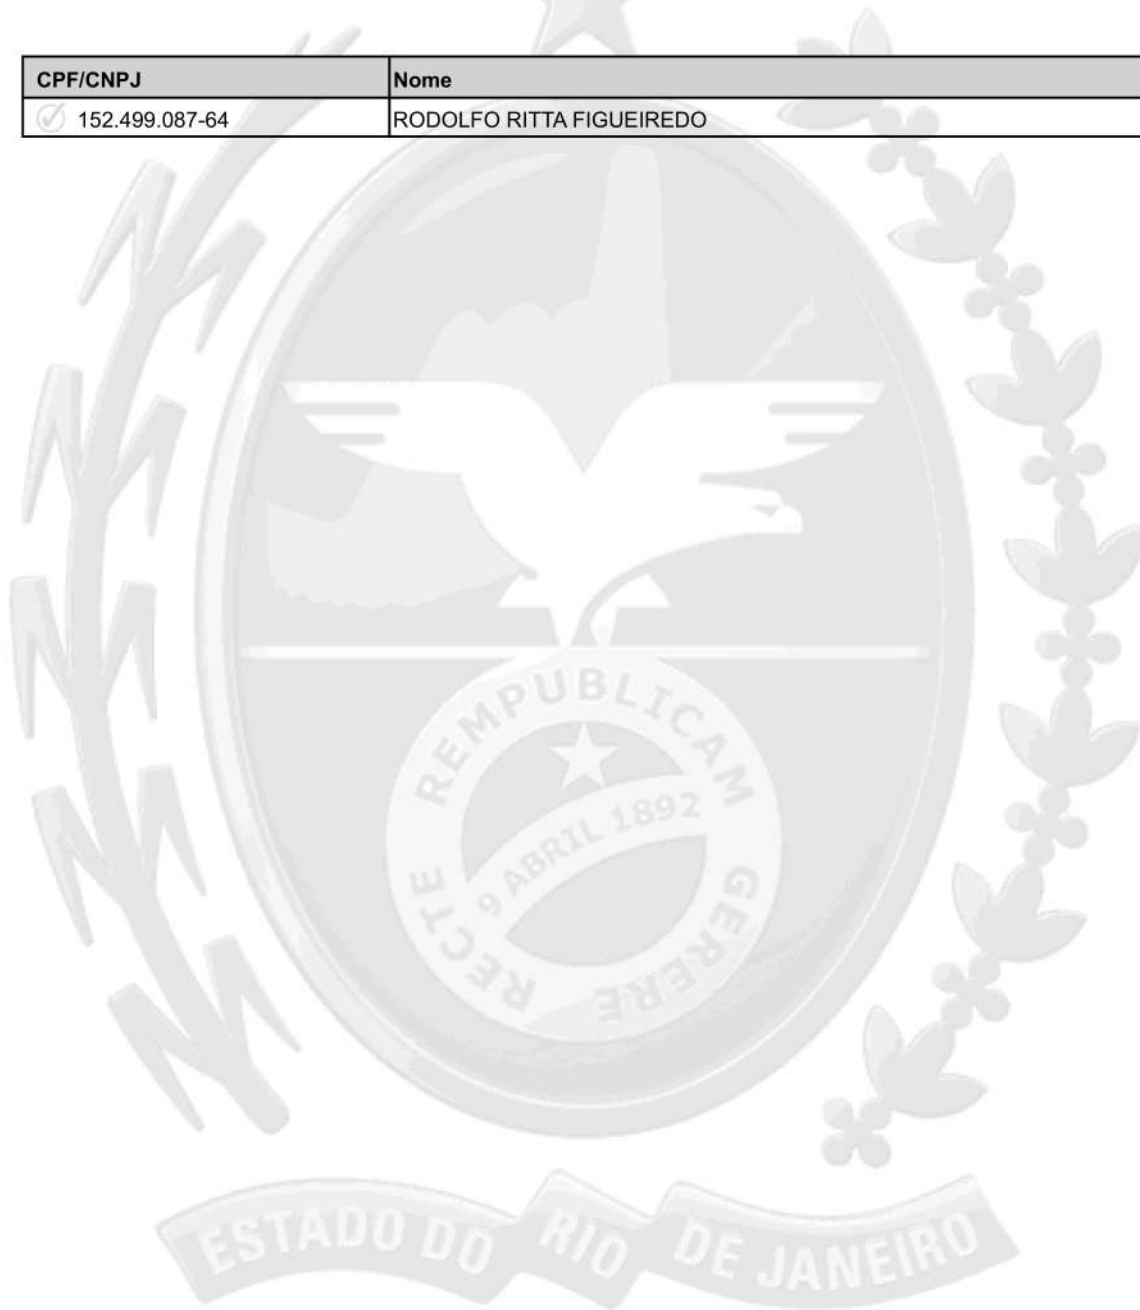 CPF/CNPJ Nome
152.499.087-64 RODOLFO RITTA FIGUEIREDO
REMPUBLICAM
9 ABRIL 1892
RECTE GERERE
ESTADO DO RIO DE JANEIRO